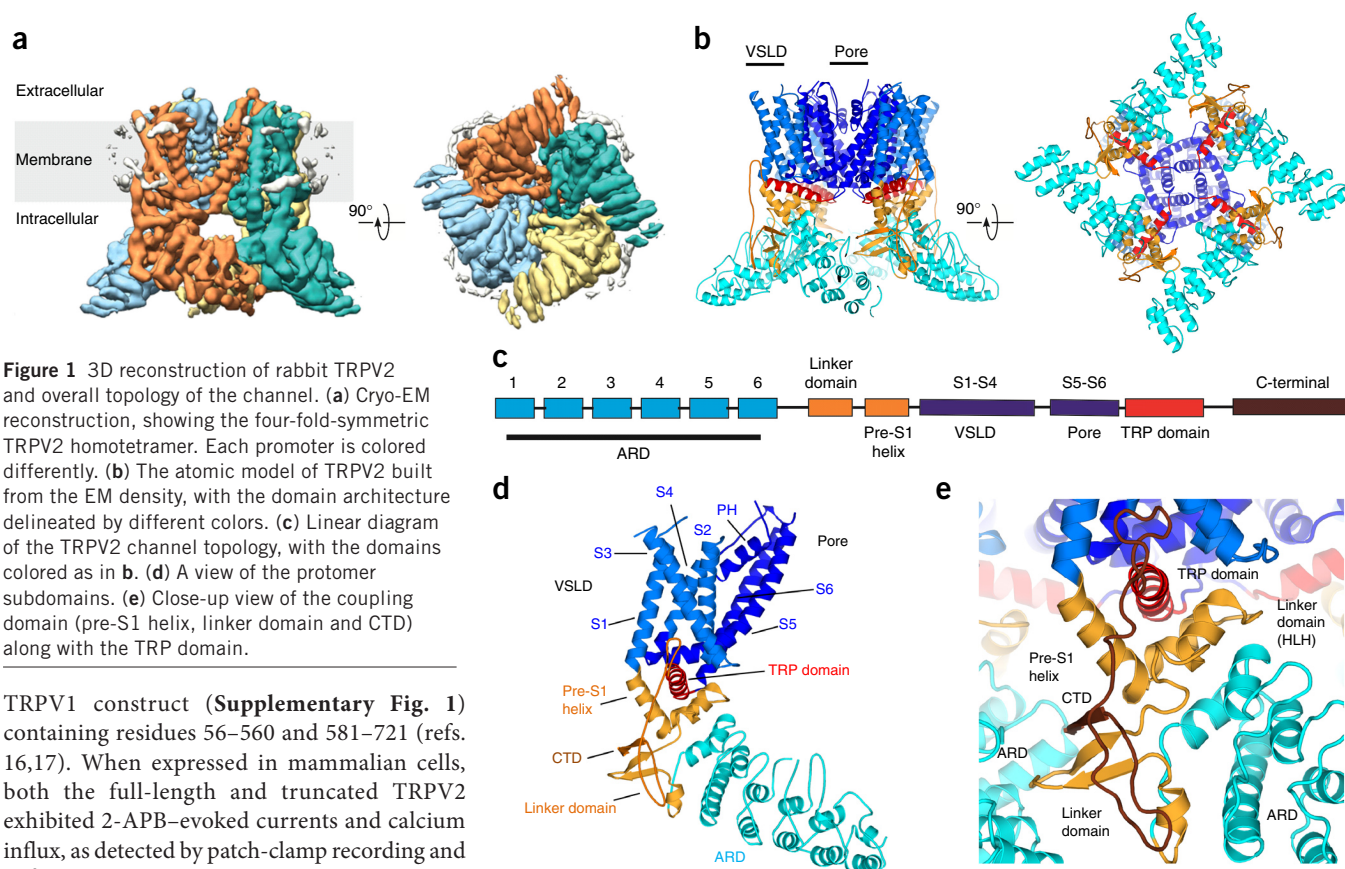 a
Extracellular
Membrane
Intracellular
90°
b
VSLD
Pore
90°
Figure 1 3D reconstruction of rabbit TRPV2
and overall topology of the channel. (a) Cryo-EM
reconstruction, showing the four-fold-symmetric
TRPV2 homotetramer. Each promoter is colored
differently. (b) The atomic model of TRPV2 built
from the EM density, with the domain architecture
delineated by different colors. (c) Linear diagram
of the TRPV2 channel topology, with the domains
colored as in b. (d) A view of the protomer
subdomains. (e) Close-up view of the coupling
domain (pre-S1 helix, linker domain and CTD)
along with the TRP domain.
TRPV1 construct (Supplementary Fig. 1)
containing residues 56–560 and 581–721 (refs.
16,17). When expressed in mammalian cells,
both the full-length and truncated TRPV2
exhibited 2-APB–evoked currents and calcium
influx, as detected by patch-clamp recording and
c
1 2 3 4 5 6
Linker
domain
S1-S4
S5-S6
C-terminal
ARD
Pre-S1
helix
VSLD
Pore
TRP domain
d
S4
PH
S2
S3
Pore
VSLD
S6
S1
S5
TRP domain
Pre-S1
helix
CTD
Linker domain
ARD
e
TRP domain
Linker
domain
(HLH)
Pre-S1
helix
CTD
ARD
Linker
domain
ARD